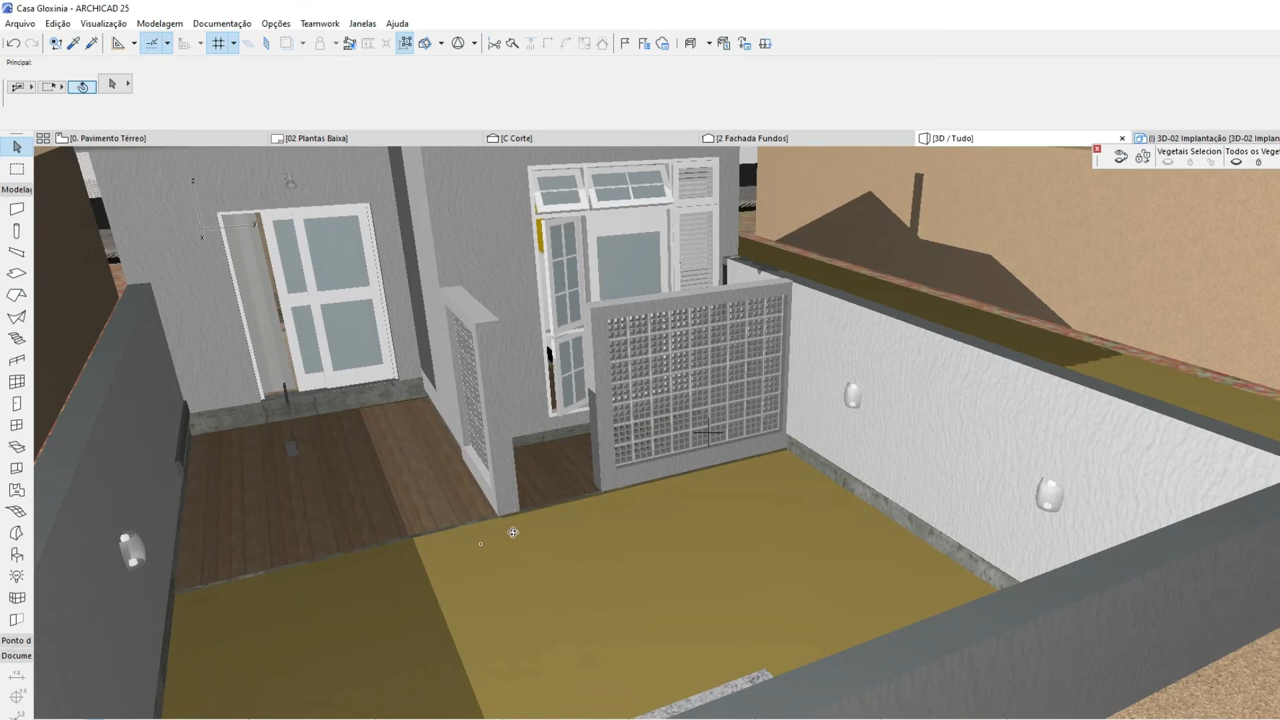 Casa Gloxinia - ARCHICAD 25
Arquivo Edição Visualização Modelagem Documentação Opções Teamwork Janelas Ajuda
Principal:
[0. Pavimento Térreo] [02 Plantas Baixa] [C Corte] [2 Fachada Fundos] [3D / Tudo] (!) 3D-02 Implantação [3D-02 Implan
Vegetais Selecion Todos os Veget
Modelag
z
y
x
Ponto d
Docume